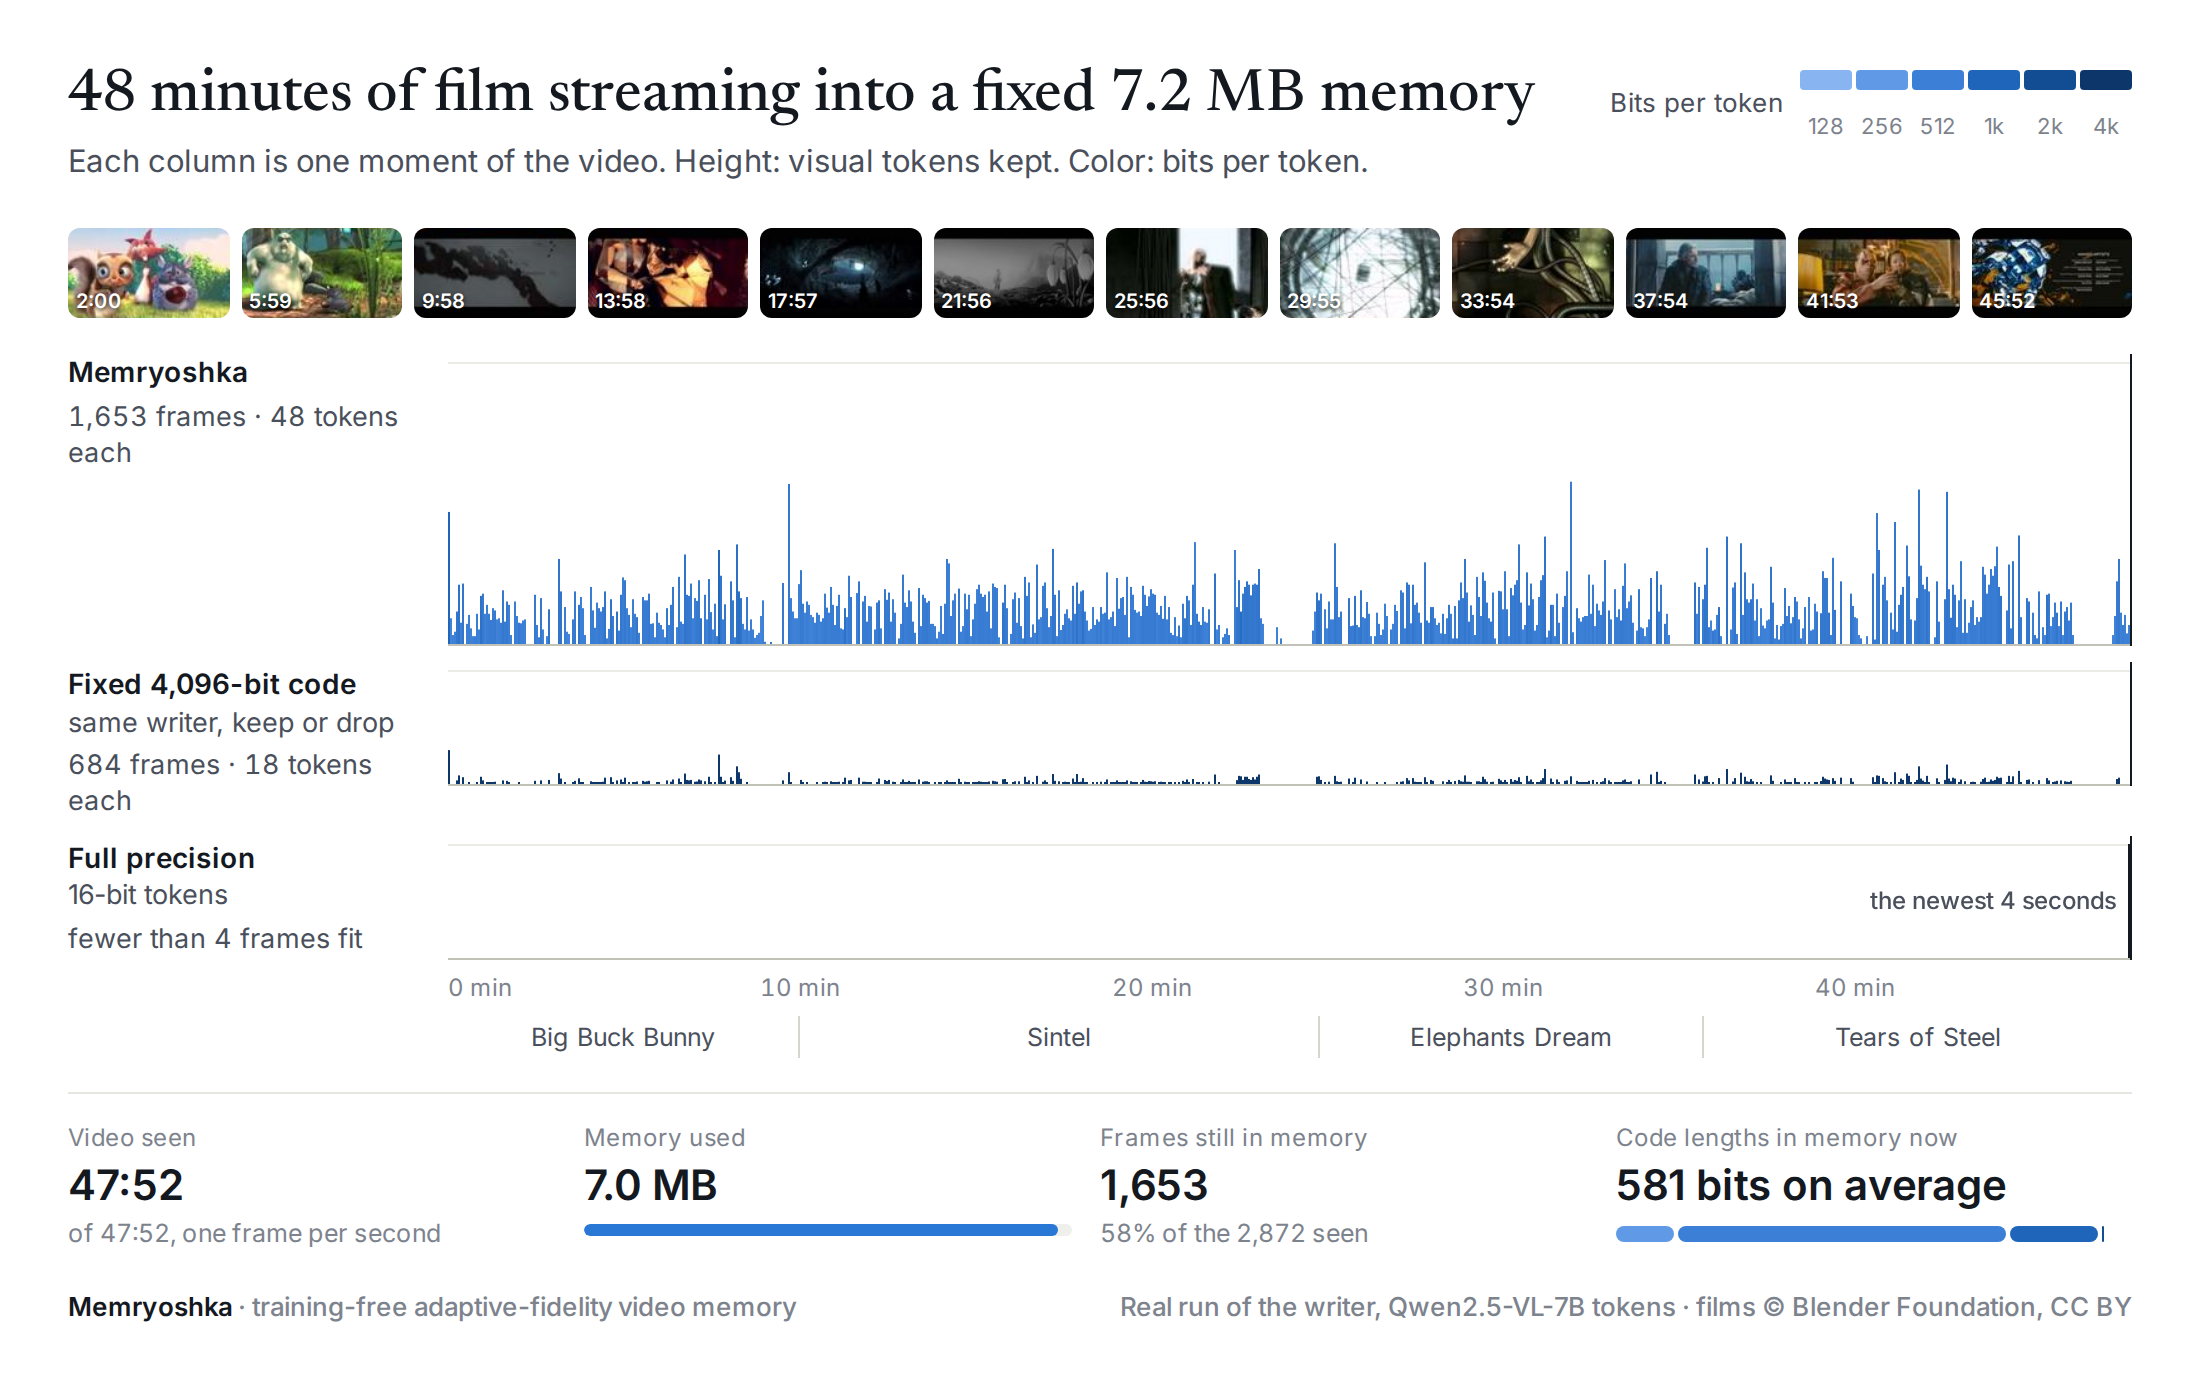 48 minutes of film streaming into a fixed 7.2 MB memory
Each column is one moment of the video. Height: visual tokens kept. Color: bits per token.
Bits per token
128 256 512 1k 2k 4k
2:00 5:59 9:58 13:58 17:57 21:56 25:56 29:55 33:54 37:54 41:53 45:52
Memryoshka
1,653 frames · 48 tokens
each
Fixed 4,096-bit code
same writer, keep or drop
684 frames · 18 tokens
each
Full precision
16-bit tokens
fewer than 4 frames fit
the newest 4 seconds
0 min 10 min 20 min 30 min 40 min
Big Buck Bunny Sintel Elephants Dream Tears of Steel
Video seen
47:52
of 47:52, one frame per second
Memory used
7.0 MB
Frames still in memory
1,653
58% of the 2,872 seen
Code lengths in memory now
581 bits on average
Memryoshka · training-free adaptive-fidelity video memory
Real run of the writer, Qwen2.5-VL-7B tokens · films © Blender Foundation, CC BY